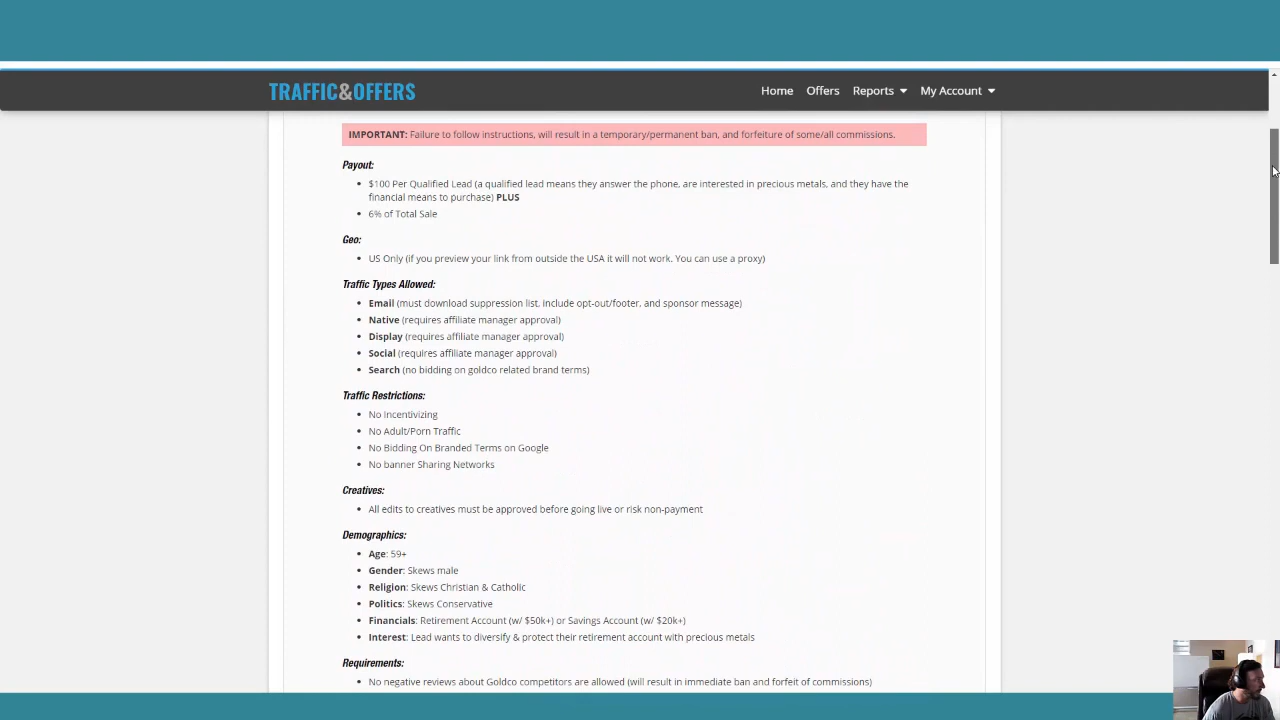 TRAFFIC&OFFERS
Home Offers Reports My Account
IMPORTANT: Failure to follow instructions, will result in a temporary/permanent ban, and forfeiture of some/all commissions.
Payout:
• $100 Per Qualified Lead (a qualified lead means they answer the phone, are interested in precious metals, and they have the
financial means to purchase) PLUS
• 6% of Total Sale
Geo:
• US Only (if you preview your link from outside the USA it will not work. You can use a proxy)
Traffic Types Allowed:
• Email (must download suppression list, include opt-out/footer, and sponsor message)
• Native (requires affiliate manager approval)
• Display (requires affiliate manager approval)
• Social (requires affiliate manager approval)
• Search (no bidding on goldco related brand terms)
Traffic Restrictions:
• No Incentivizing
• No Adult/Porn Traffic
• No Bidding On Branded Terms on Google
• No banner Sharing Networks
Creatives:
• All edits to creatives must be approved before going live or risk non-payment
Demographics:
• Age: 59+
• Gender: Skews male
• Religion: Skews Christian & Catholic
• Politics: Skews Conservative
• Financials: Retirement Account (w/ $50k+) or Savings Account (w/ $20k+)
• Interest: Lead wants to diversify & protect their retirement account with precious metals
Requirements:
• No negative reviews about Goldco competitors are allowed (will result in immediate ban and forfeit of commissions)